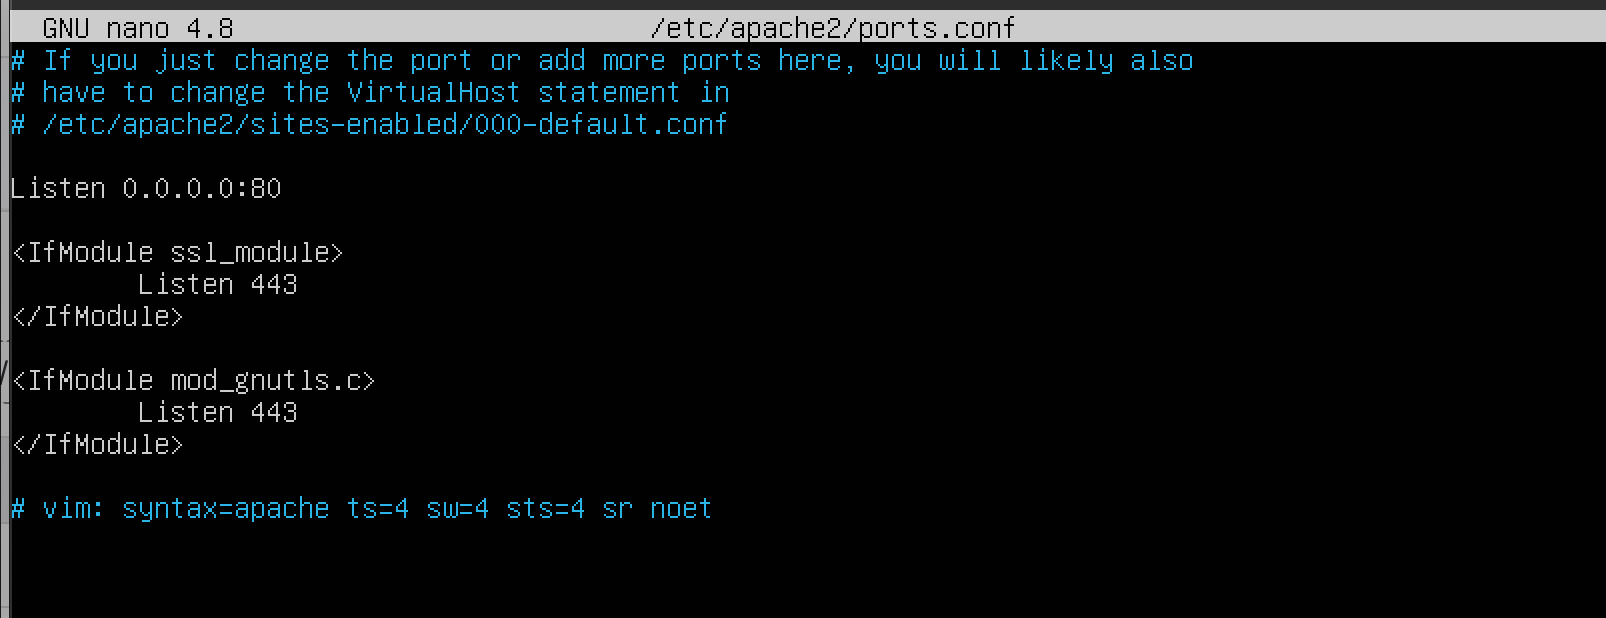 GNU nano 4.8 /etc/apache2/ports.conf
# If you just change the port or add more ports here, you will likely also
# have to change the VirtualHost statement in
# /etc/apache2/sites-enabled/000-default.conf
Listen 0.0.0.0:80
<IfModule ssl_module>
Listen 443
</IfModule>
<IfModule mod_gnutls.c>
Listen 443
</IfModule>
# vim: syntax=apache ts=4 sw=4 sts=4 sr noet